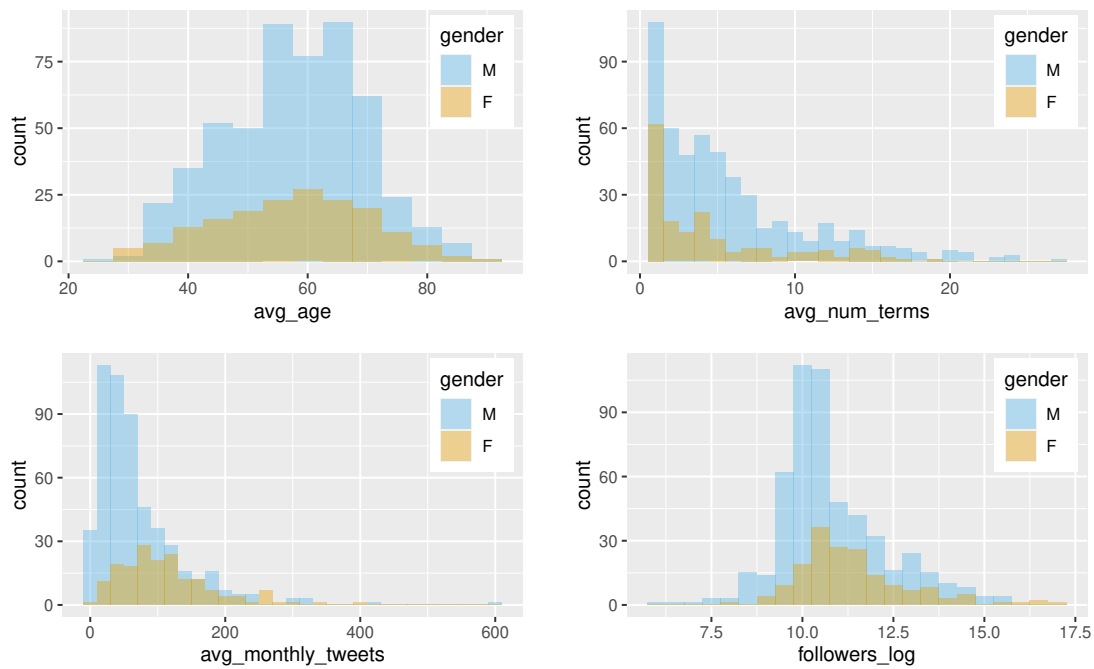 gender
M
F
75
50
25
0
count
20 40 60 80
avg_age
gender
M
F
90
60
30
0
count
0 10 20
avg_num_terms
gender
M
F
90
60
30
0
count
0 200 400 600
avg_monthly_tweets
gender
M
F
90
60
30
0
count
7.5 10.0 12.5 15.0 17.5
followers_log